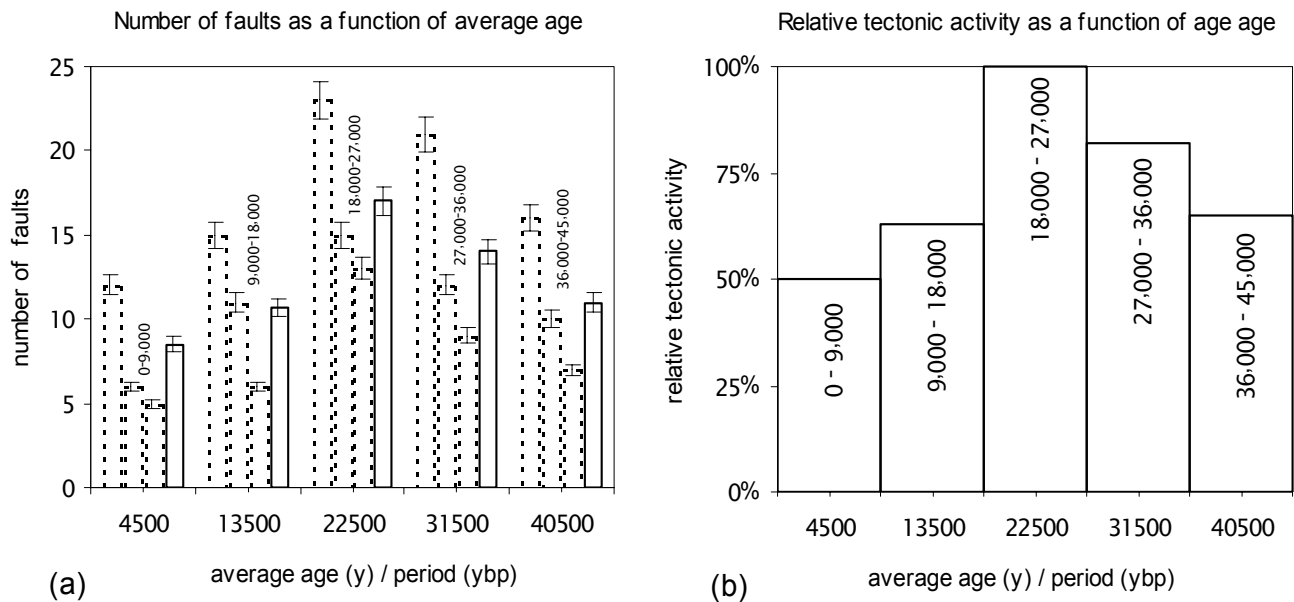 Number of faults as a function of average age
number of faults
25
20
15
10
5
0
0-9,000
9,000-18,000
18,000-27,000
27,000-36,000
36,000-45,000
4500 13500 22500 31500 40500
average age (y) / period (ybp)
(a)
Relative tectonic activity as a function of age age
relative tectonic activity
100%
75%
50%
25%
0%
0 - 9,000
9,000 - 18,000
18,000 - 27,000
27,000 - 36,000
36,000 - 45,000
4500 13500 22500 31500 40500
average age (y) / period (ybp)
(b)